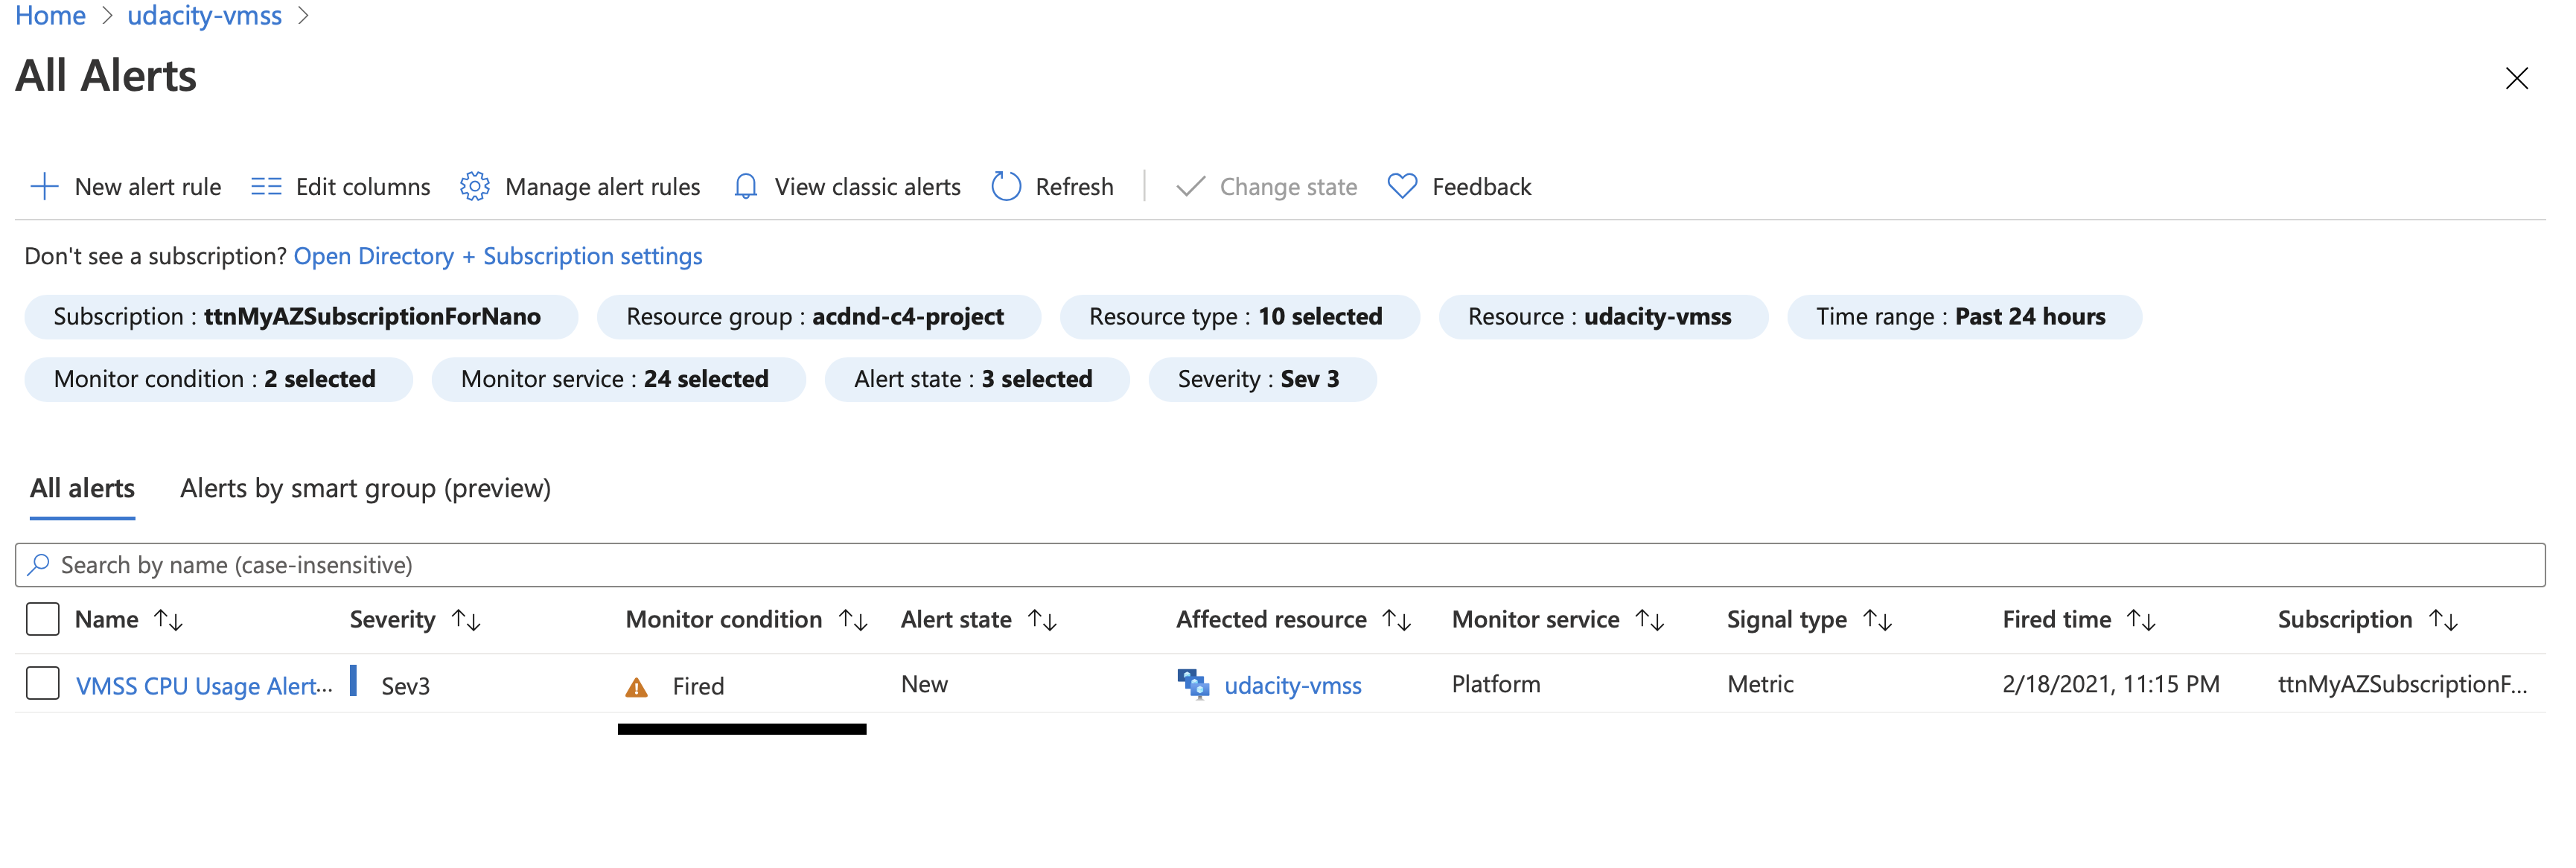 Home > udacity-vmss >
All Alerts
New alert rule Edit columns Manage alert rules View classic alerts Refresh Change state Feedback
Don't see a subscription? Open Directory + Subscription settings
Subscription : ttnMyAZSubscriptionForNano Resource group : acdnd-c4-project Resource type : 10 selected Resource : udacity-vmss Time range : Past 24 hours
Monitor condition : 2 selected Monitor service : 24 selected Alert state : 3 selected Severity : Sev 3
All alerts Alerts by smart group (preview)
Search by name (case-insensitive)
Name ↑↓ Severity ↑↓ Monitor condition ↑↓ Alert state ↑↓ Affected resource ↑↓ Monitor service ↑↓ Signal type ↑↓ Fired time ↑↓ Subscription ↑↓
VMSS CPU Usage Alert... Sev3 Fired New udacity-vmss Platform Metric 2/18/2021, 11:15 PM ttnMyAZSubscriptionF...